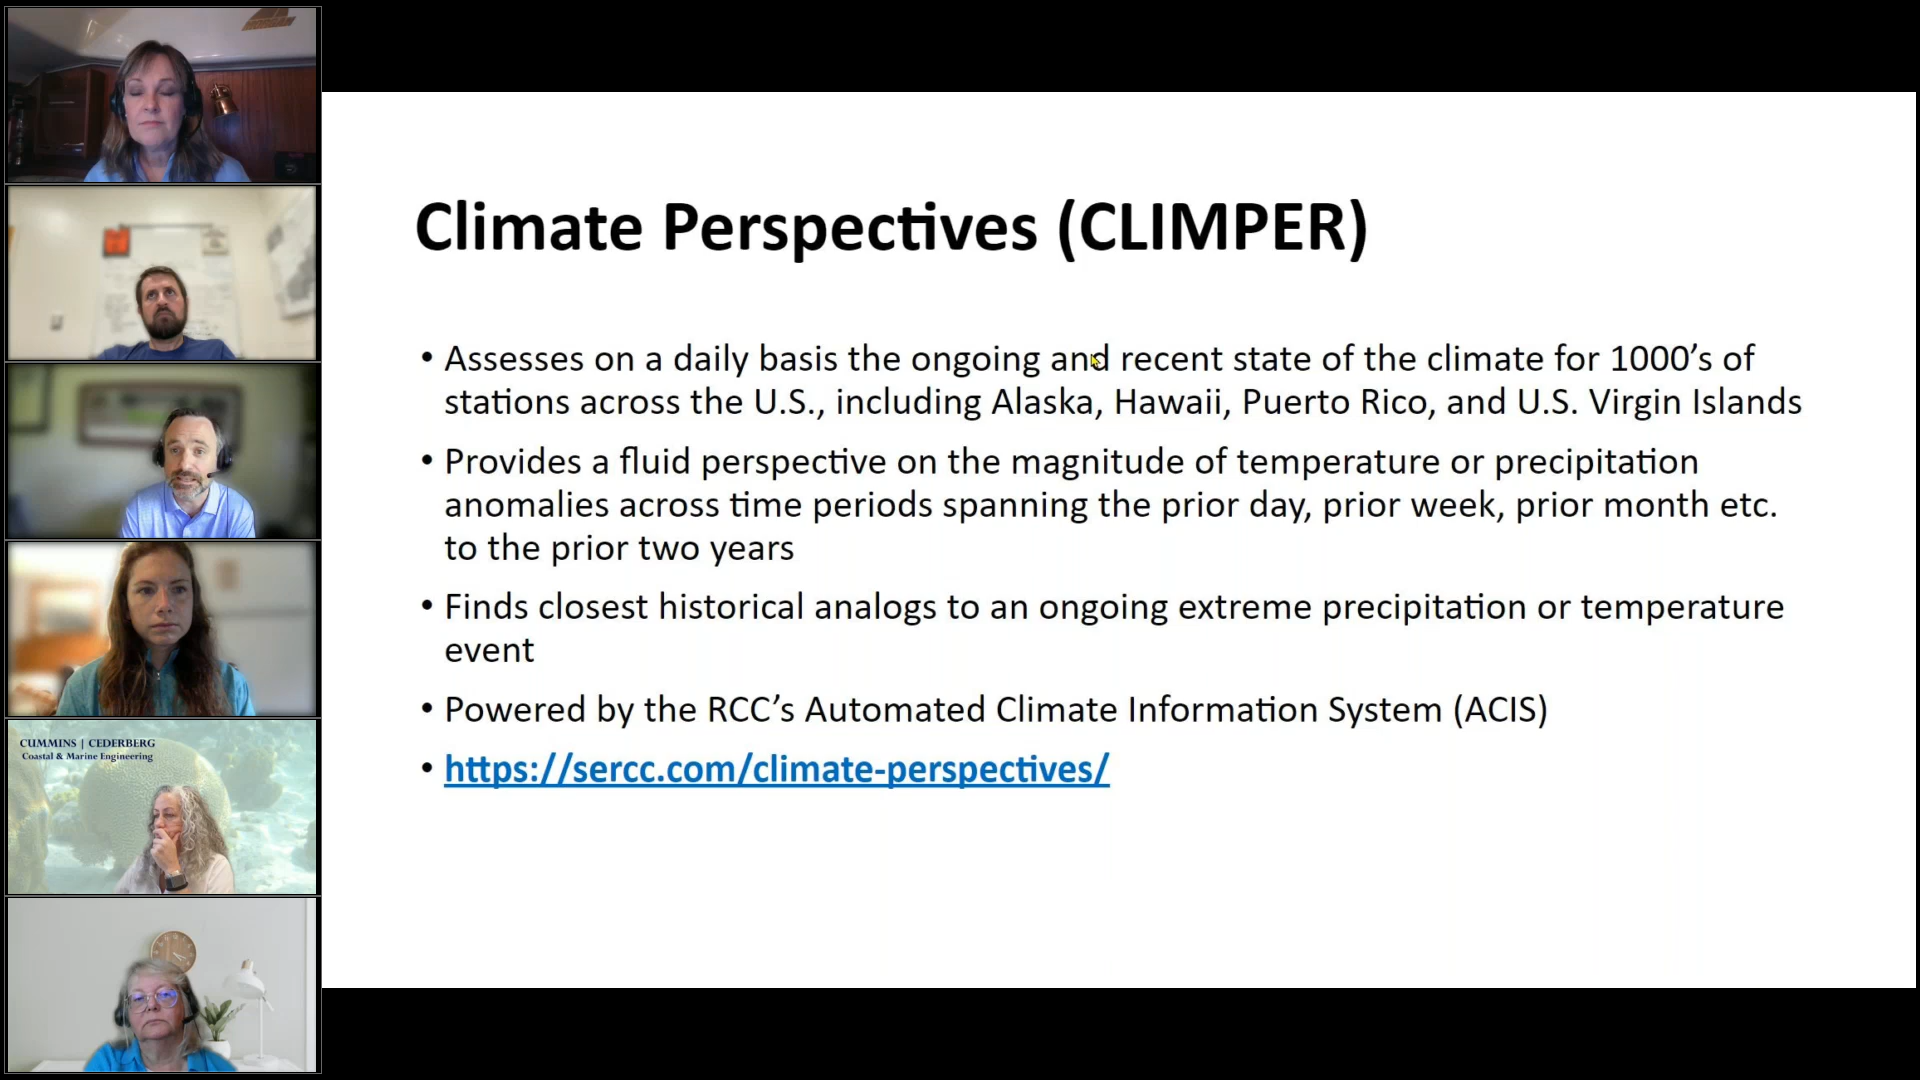 CUMMINS | CEDERBERG
Coastal & Marine Engineering
Climate Perspectives (CLIMPER)
• Assesses on a daily basis the ongoing and recent state of the climate for 1000’s of
stations across the U.S., including Alaska, Hawaii, Puerto Rico, and U.S. Virgin Islands
• Provides a fluid perspective on the magnitude of temperature or precipitation
anomalies across time periods spanning the prior day, prior week, prior month etc.
to the prior two years
• Finds closest historical analogs to an ongoing extreme precipitation or temperature
event
• Powered by the RCC’s Automated Climate Information System (ACIS)
• https://sercc.com/climate-perspectives/